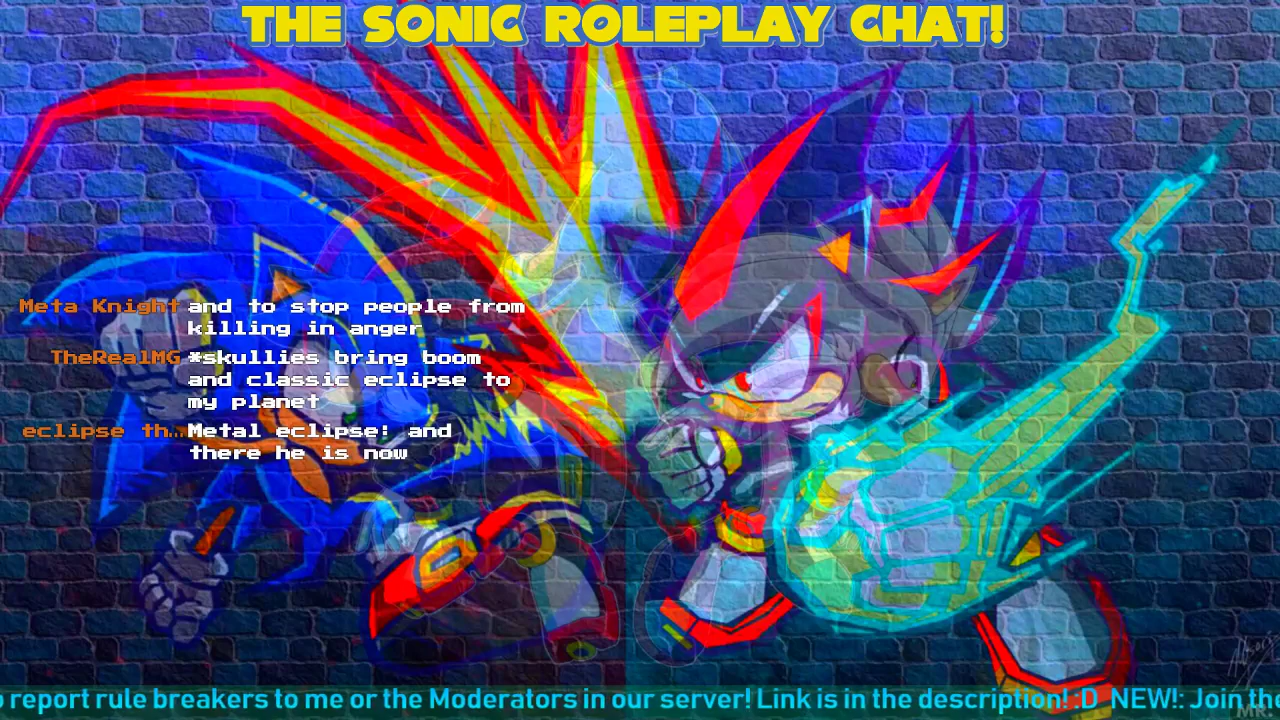 THE SONIC ROLEPLAY CHAT!
Meta Knight and to stop people from
killing in anger
TheRealMG *skullies bring boom
and classic eclipse to
my planet
eclipse th… Metal eclipse: and
there he is now
o report rule breakers to me or the Moderators in our server! Link is in the description! :D NEW!: Join the